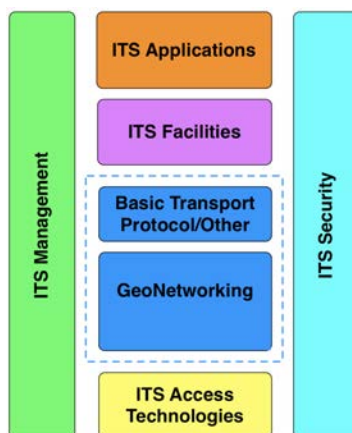 ITS Applications
ITS Facilities
Basic Transport
Protocol/Other
GeoNetworking
ITS Access
Technologies
ITS Management
ITS Security